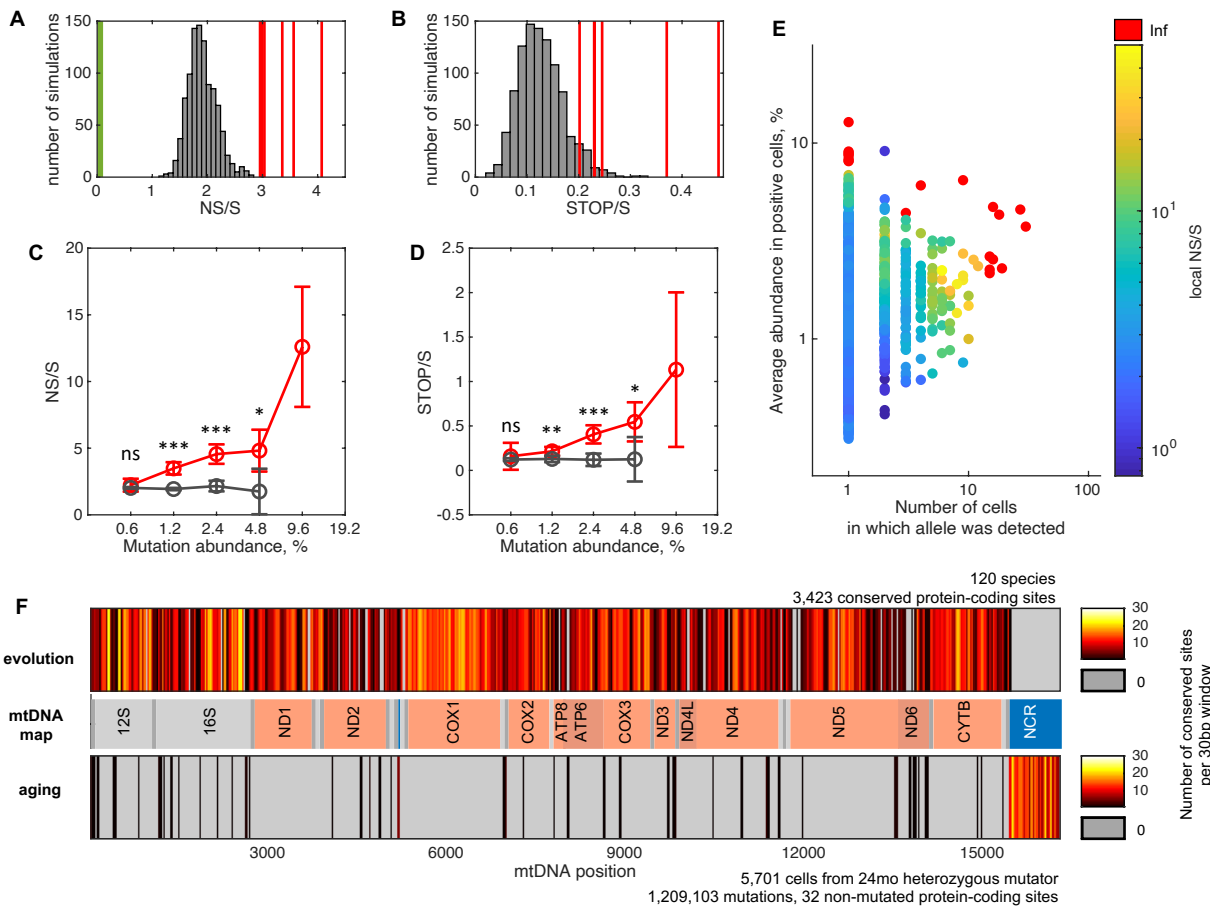 A
number of simulations
150
100
50
0
0
1
2
3
4
NS/S
B
number of simulations
150
100
50
0
0
0.1
0.2
0.3
0.4
STOP/S
C
NS/S
20
15
10
5
0
ns
***
***
*
0.6
1.2
2.4
4.8
9.6
19.2
Mutation abundance, %
D
STOP/S
2.5
2
1.5
1
0.5
0
-0.5
ns
**
***
*
0.6
1.2
2.4
4.8
9.6
19.2
Mutation abundance, %
E
Average abundance in positive cells, %
10
1
1
10
100
Number of cells
in which allele was detected
Inf
10^1
10^0
local NS/S
F
120 species
3,423 conserved protein-coding sites
evolution
mtDNA
map
aging
12S
16S
ND1
ND2
COX1
COX2
ATP8
ATP6
COX3
ND3
ND4L
ND4
ND5
ND6
CYTB
NCR
3000
6000
9000
12000
15000
mtDNA position
5,701 cells from 24mo heterozygous mutator
1,209,103 mutations, 32 non-mutated protein-coding sites
30
20
10
0
30
20
10
0
Number of conserved sites
per 30bp window